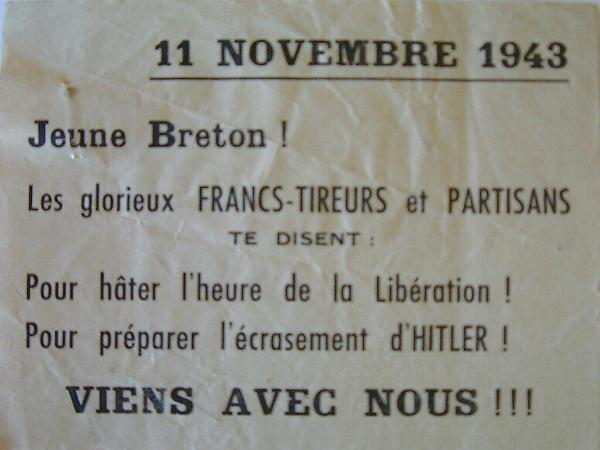 11 NOVEMBRE 1943
Jeune Breton !
Les glorieux FRANCS-TIREURS et PARTISANS
TE DISENT :
Pour hâter l'heure de la Libération !
Pour préparer l'écrasement d'HITLER !
VIENS AVEC NOUS !!!